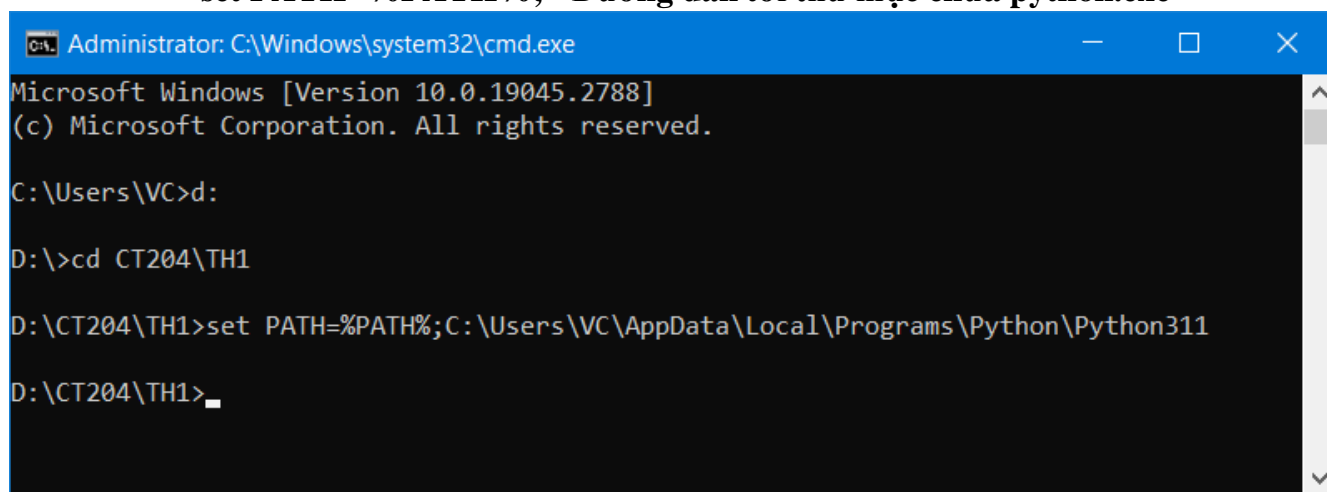 Administrator: C:\Windows\system32\cmd.exe
Microsoft Windows [Version 10.0.19045.2788]
(c) Microsoft Corporation. All rights reserved.
C:\Users\VC>d:
D:\>cd CT204\TH1
D:\CT204\TH1>set PATH=%PATH%;C:\Users\VC\AppData\Local\Programs\Python\Python311
D:\CT204\TH1>